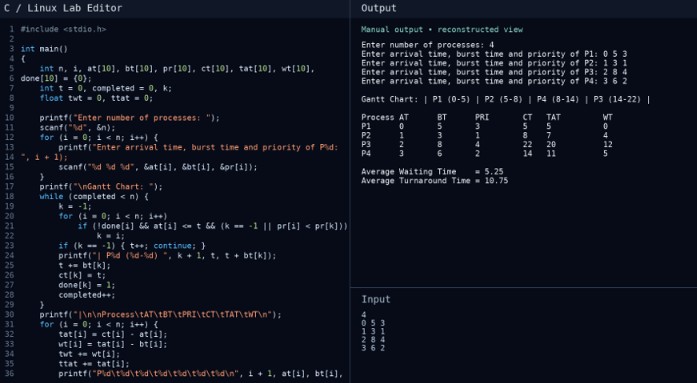 C / Linux Lab Editor
1 #include <stdio.h>
2
3 int main()
4 {
5     int n, i, at[10], bt[10], pr[10], ct[10], tat[10], wt[10],
6 done[10] = {0};
7     int t = 0, completed = 0, k;
8     float twt = 0, ttat = 0;
9
10     printf("Enter number of processes: ");
11     scanf("%d", &n);
12     for (i = 0; i < n; i++) {
13         printf("Enter arrival time, burst time and priority of P%d:
14 ", i + 1);
15         scanf("%d %d %d", &at[i], &bt[i], &pr[i]);
16     }
17     printf("\nGantt Chart: ");
18     while (completed < n) {
19         k = -1;
20         for (i = 0; i < n; i++)
21             if (!done[i] && at[i] <= t && (k == -1 || pr[i] < pr[k]))
22                 k = i;
23         if (k == -1) { t++; continue; }
24         printf("| P%d (%d-%d) ", k + 1, t, t + bt[k]);
25         t += bt[k];
26         ct[k] = t;
27         done[k] = 1;
28         completed++;
29     }
30     printf("|\n\nProcess\tAT\tBT\tPRI\tCT\tTAT\tWT\n");
31     for (i = 0; i < n; i++) {
32         tat[i] = ct[i] - at[i];
33         wt[i] = tat[i] - bt[i];
34         twt += wt[i];
35         ttat += tat[i];
36         printf("P%d\t%d\t%d\t%d\t%d\t%d\t%d\n", i + 1, at[i], bt[i],
Output
Manual output • reconstructed view
Enter number of processes: 4
Enter arrival time, burst time and priority of P1: 0 5 3
Enter arrival time, burst time and priority of P2: 1 3 1
Enter arrival time, burst time and priority of P3: 2 8 4
Enter arrival time, burst time and priority of P4: 3 6 2
Gantt Chart: | P1 (0-5) | P2 (5-8) | P4 (8-14) | P3 (14-22) |
Process AT BT PRI CT TAT WT
P1 0 5 3 5 5 0
P2 1 3 1 8 7 4
P3 2 8 4 22 20 12
P4 3 6 2 14 11 5
Average Waiting Time = 5.25
Average Turnaround Time = 10.75
Input
4
0 5 3
1 3 1
2 8 4
3 6 2